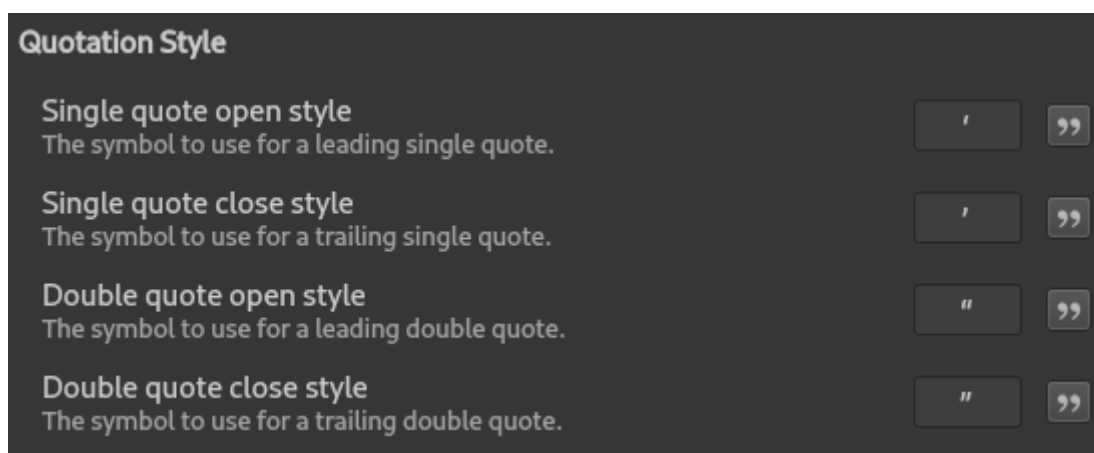 Quotation Style
Single quote open style
‘
The symbol to use for a leading single quote.
Single quote close style
’
The symbol to use for a trailing single quote.
Double quote open style
“
The symbol to use for a leading double quote.
Double quote close style
”
The symbol to use for a trailing double quote.